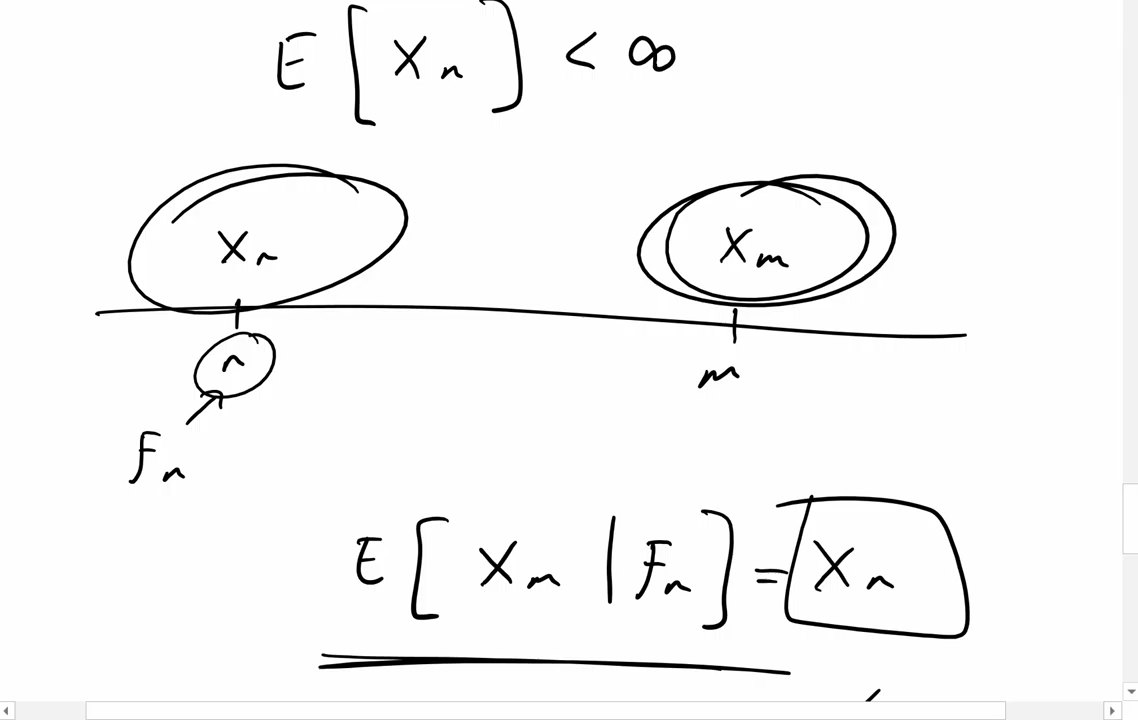 E [ Xn ] < ∞
Xn Xm
n m
Fn
E [ Xm | Fn ] = Xn